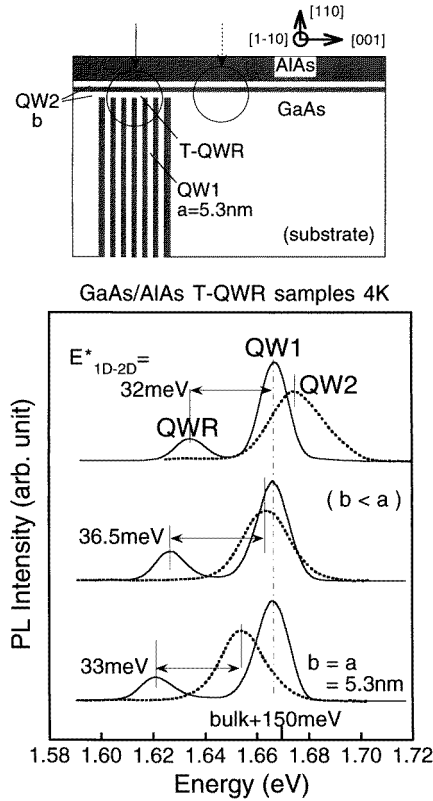 [110]
[1-10]
[001]
AlAs
QW2
b
GaAs
T-QWR
QW1
a=5.3nm
(substrate)
GaAs/AlAs T-QWR samples 4K
E*1D-2D=
QW1
32meV
QW2
QWR
(b < a)
36.5meV
33meV
b = a
= 5.3nm
bulk+150meV
PL Intensity (arb. unit)
1.58 1.60 1.62 1.64 1.66 1.68 1.70 1.72
Energy (eV)